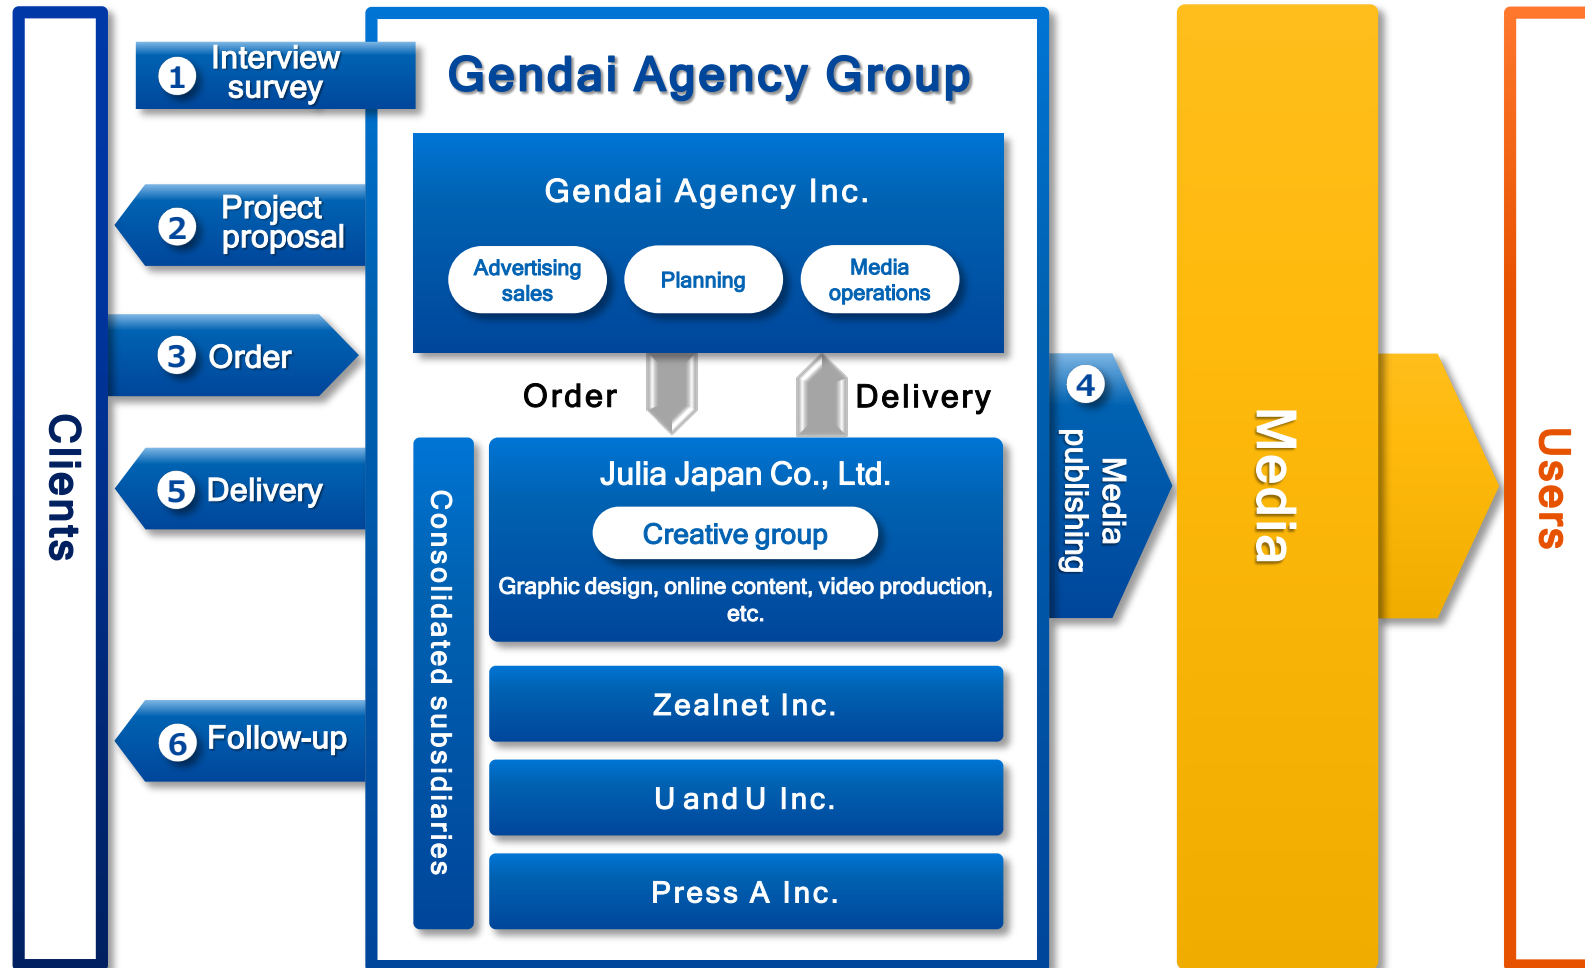 Clients
1 Interview
survey
2 Project
proposal
3 Order
5 Delivery
6 Follow-up
Gendai Agency Group
Gendai Agency Inc.
Advertising
sales
Planning
Media
operations
Order
Delivery
Consolidated subsidiaries
Julia Japan Co., Ltd.
Creative group
Graphic design, online content, video production,
etc.
Zealnet Inc.
U and U Inc.
Press A Inc.
4
Media
publishing
Media
Users